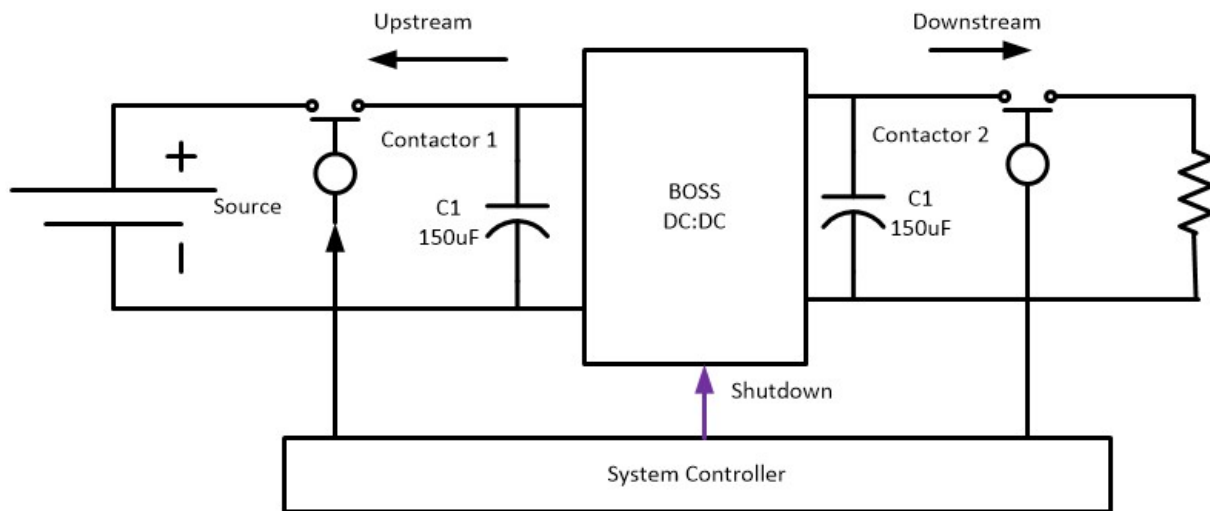 Upstream
Downstream
Contactor 1
Contactor 2
+
Source
−
C1
150uF
BOSS
DC:DC
C1
150uF
Shutdown
System Controller